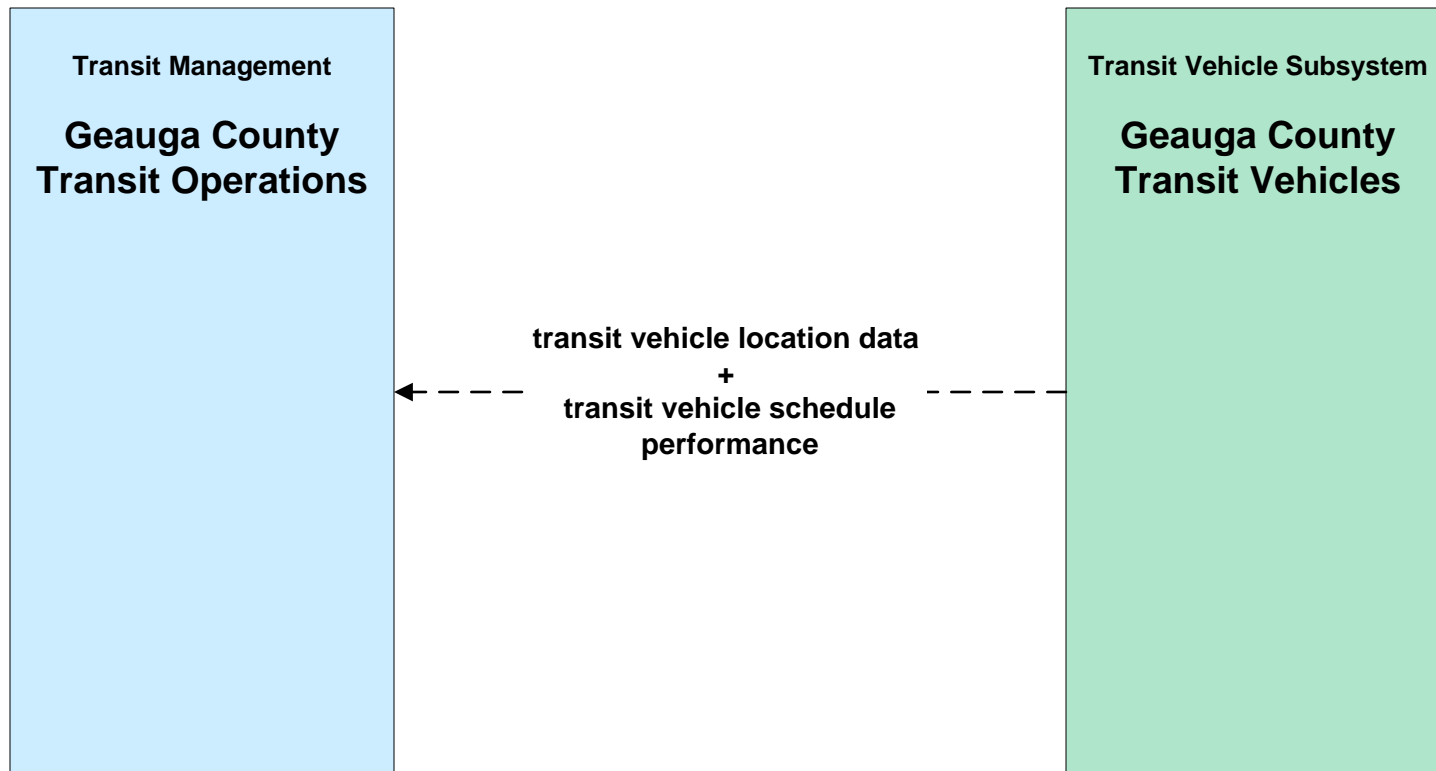 Transit Management
Geauga County
Transit Operations
transit vehicle location data
+
transit vehicle schedule
performance
Transit Vehicle Subsystem
Geauga County
Transit Vehicles